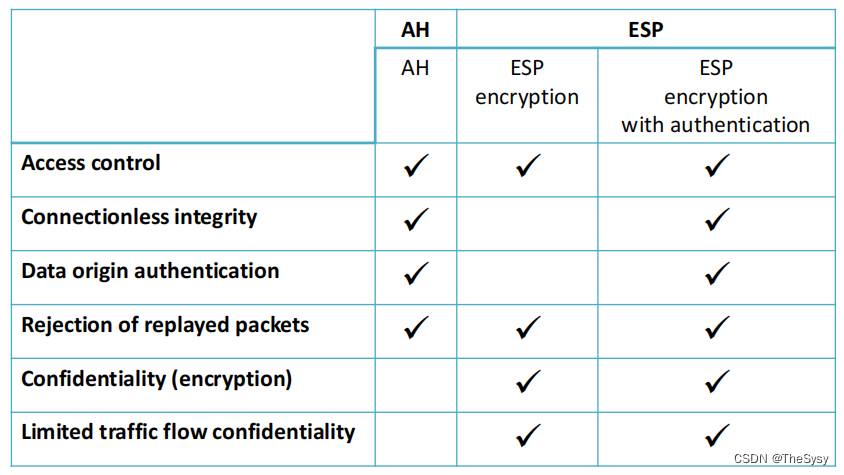 AH ESP
AH ESP encryption ESP encryption with authentication
Access control ✓ ✓ ✓
Connectionless integrity ✓ ✓
Data origin authentication ✓ ✓
Rejection of replayed packets ✓ ✓ ✓
Confidentiality (encryption) ✓ ✓
Limited traffic flow confidentiality ✓ ✓
CSDN @TheSysy